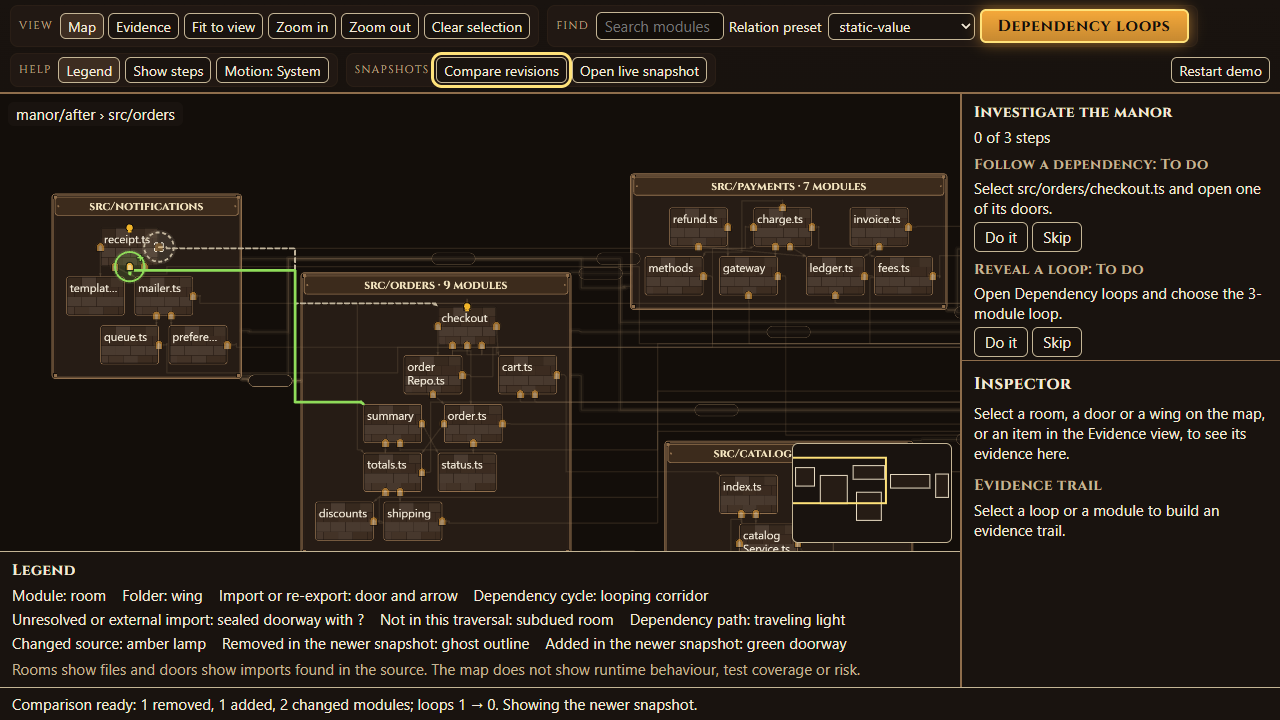 VIEW Map Evidence Fit to view Zoom in Zoom out Clear selection FIND Search modules Relation preset static-value Dependency loops
HELP Legend Show steps Motion: System SNAPSHOTS Compare revisions Open live snapshot Restart demo
manor/after › src/orders
SRC/NOTIFICATIONS
receipt.ts
templat...
mailer.ts
queue.ts
prefere...
SRC/ORDERS · 9 MODULES
checkout
order
Repo.ts
cart.ts
summary
order.ts
totals.ts
status.ts
discounts
shipping
SRC/PAYMENTS · 7 MODULES
refund.ts
charge.ts
invoice.ts
methods
gateway
ledger.ts
fees.ts
SRC/CATALOG
index.ts
catalog
Service.ts
Investigate the manor
0 of 3 steps
Follow a dependency: To do
Select src/orders/checkout.ts and open one
of its doors.
Do it Skip
Reveal a loop: To do
Open Dependency loops and choose the 3-
module loop.
Do it Skip
Inspector
Select a room, a door or a wing on the map,
or an item in the Evidence view, to see its
evidence here.
Evidence trail
Select a loop or a module to build an
evidence trail.
Legend
Module: room Folder: wing Import or re-export: door and arrow Dependency cycle: looping corridor
Unresolved or external import: sealed doorway with ? Not in this traversal: subdued room Dependency path: traveling light
Changed source: amber lamp Removed in the newer snapshot: ghost outline Added in the newer snapshot: green doorway
Rooms show files and doors show imports found in the source. The map does not show runtime behaviour, test coverage or risk.
Comparison ready: 1 removed, 1 added, 2 changed modules; loops 1 → 0. Showing the newer snapshot.